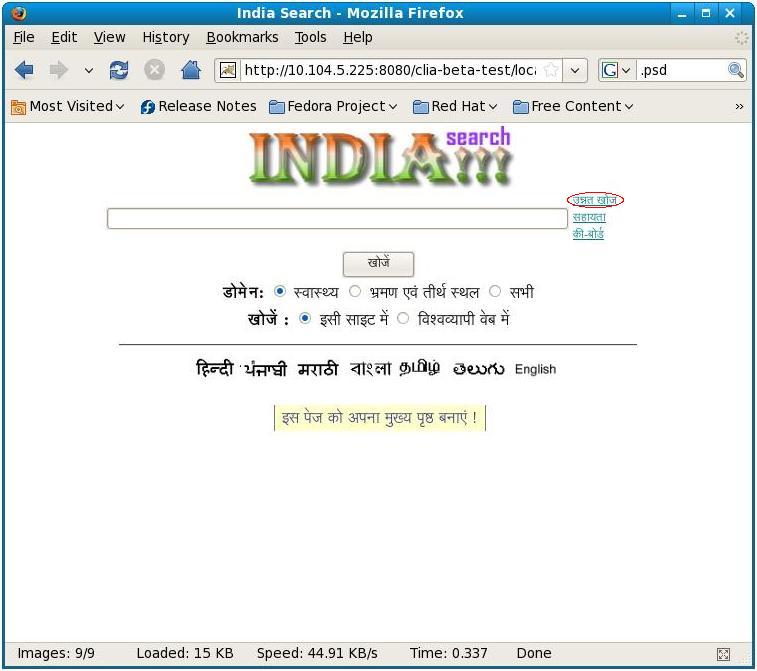 India Search - Mozilla Firefox
File Edit View History Bookmarks Tools Help
http://10.104.5.225:8080/clia-beta-test/loca .psd
Most Visited Release Notes Fedora Project Red Hat Free Content »
INDIA search !!!
उन्नत खोज
सहायता
की-बोर्ड
खोजें
डोमेन: स्वास्थ्य भ्रमण एवं तीर्थ स्थल सभी
खोजें : इसी साइट में विश्वव्यापी वेब में
हिन्दी ਪੰਜਾਬੀ मराठी বাংলা தமிழ் తెలుగు English
इस पेज को अपना मुख्य पृष्ठ बनाएं !
Images: 9/9 Loaded: 15 KB Speed: 44.91 KB/s Time: 0.337 Done